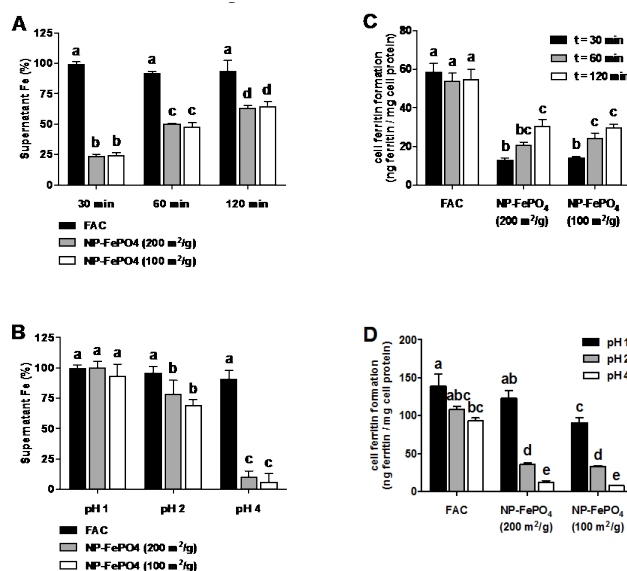 A
Supernatant Fe (%)
125
100
75
50
25
0
a
b
b
a
c
c
a
d
d
30 min
60 min
120 min
FAC
NP-FePO4 (200 m²/g)
NP-FePO4 (100 m²/g)
C
cell ferritin formation
(ng ferritin / mg cell protein)
80
60
40
20
0
t = 30 min
t = 60 min
t = 120 min
a
a
a
b
bc
c
b
c
c
FAC
NP-FePO₄
(200 m²/g)
NP-FePO₄
(100 m²/g)
B
Supernatant Fe (%)
125
100
75
50
25
0
a
a
a
a
b
b
a
c
c
pH 1
pH 2
pH 4
FAC
NP-FePO4 (200 m²/g)
NP-FePO4 (100 m²/g)
D
cell ferritin formation
(ng ferritin / mg cell protein)
200
150
100
50
0
pH 1
pH 2
pH 4
a
abc
bc
ab
d
e
c
d
e
FAC
NP-FePO₄
(200 m²/g)
NP-FePO₄
(100 m²/g)